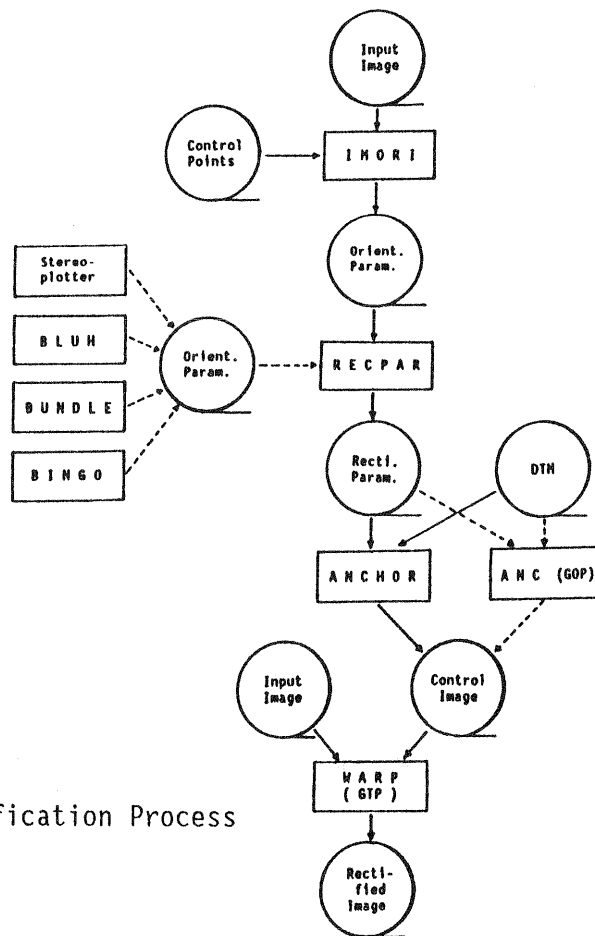 Input
Image
Control
Points
I M O R I
Orient.
Param.
Stereo-
plotter
B L U H
B U N D L E
B I N G O
Orient.
Param.
R E C P A R
Recti.
Param.
DTM
A N C H O R
A N C (GOP)
Input
Image
Control
Image
W A R P
( GTP )
fication Process
Recti-
fied
Image